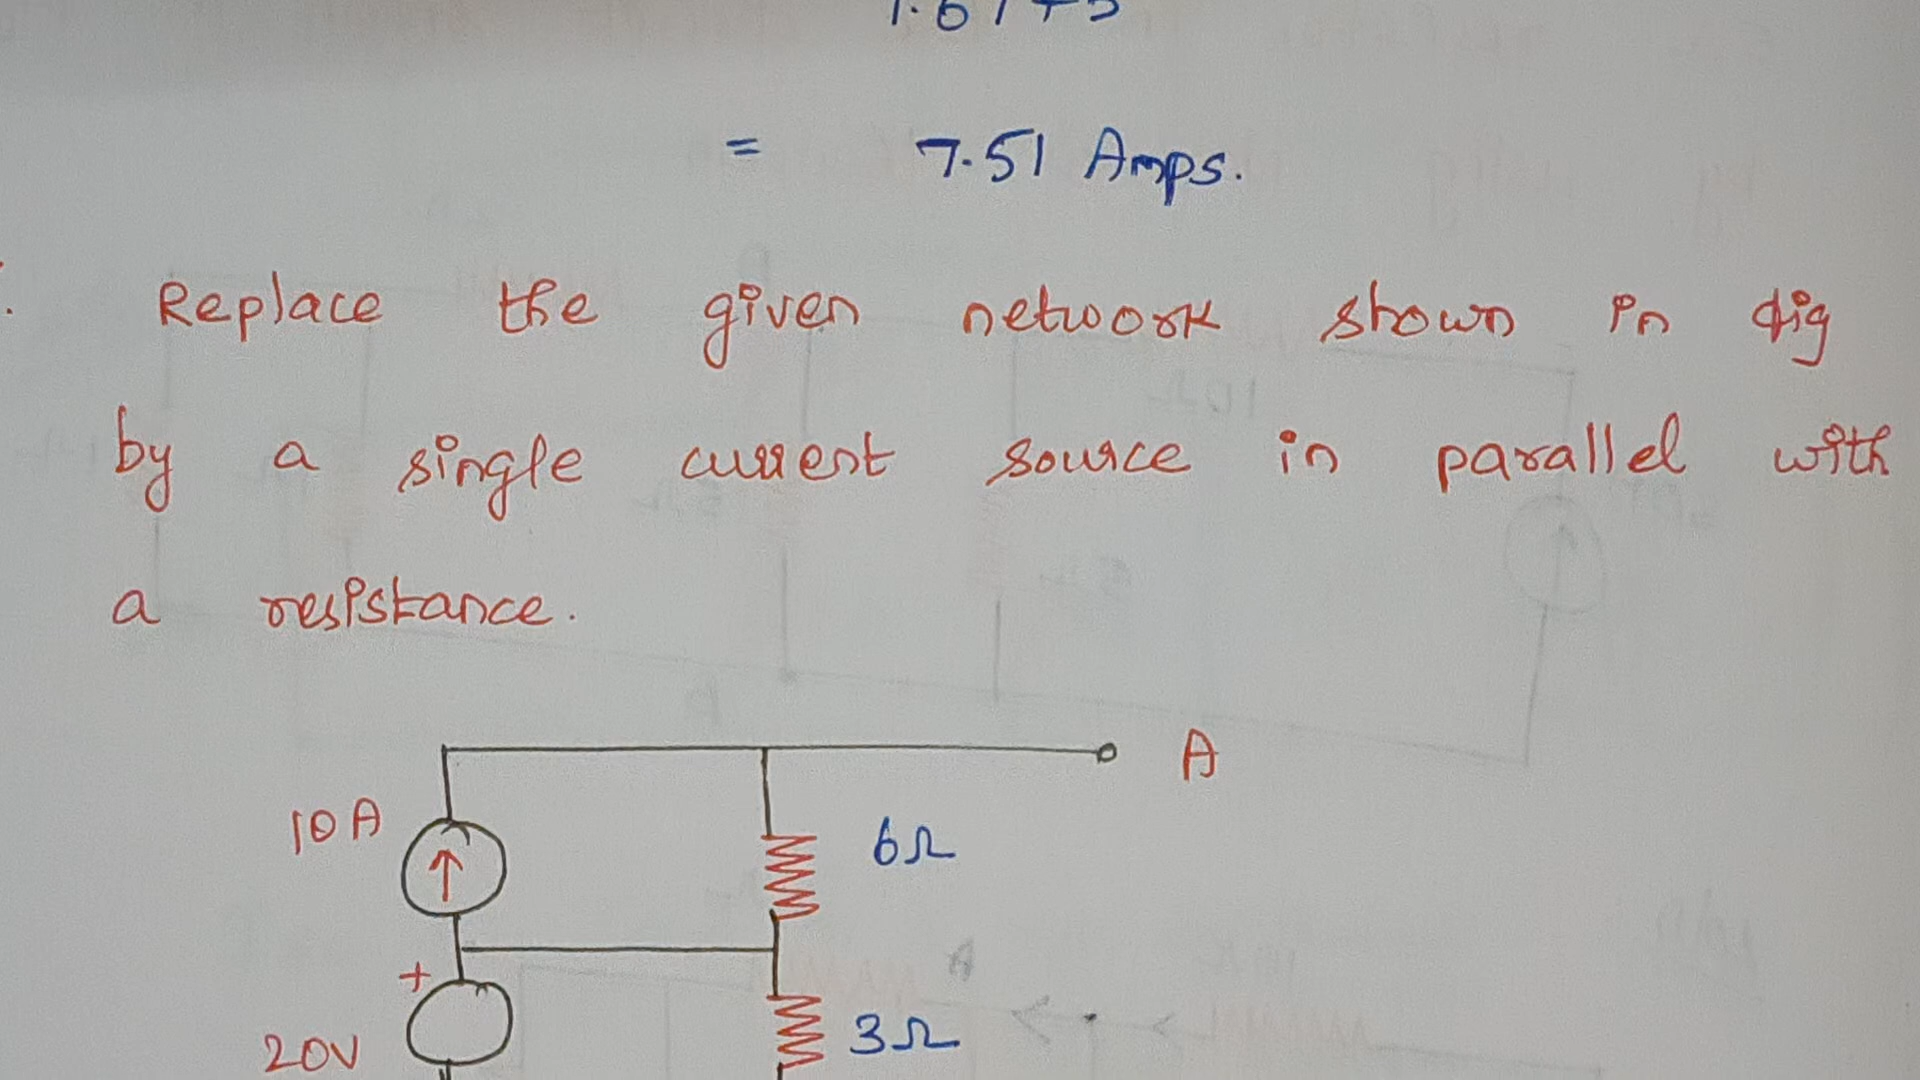 = 7.51 Amps.
Replace the given network shown in fig
by a single current source in parallel with
a resistance.
A
10A
6Ω
+
20V
3Ω